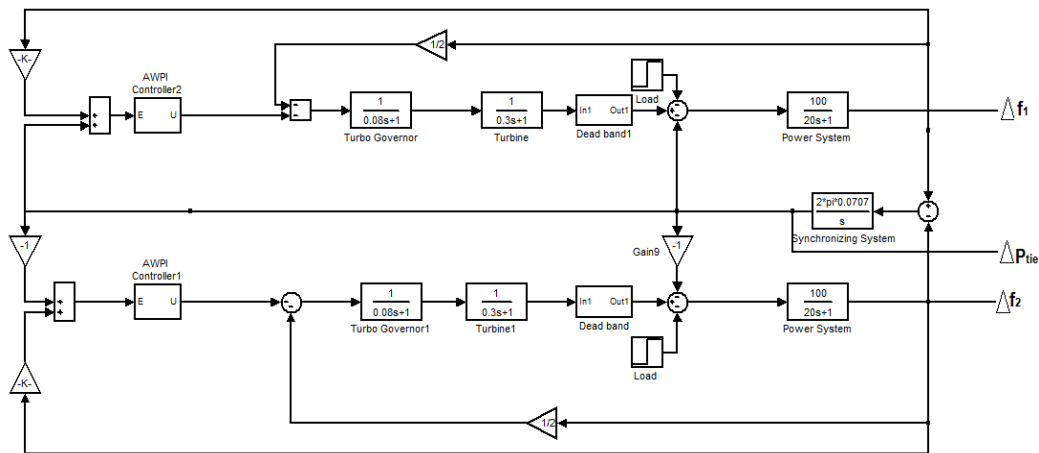 1/2
-K-
AWPI
Controller2
E U
+
+
-
-
1
0.08s+1
Turbo Governor
1
0.3s+1
Turbine
In1 Out1
Dead band1
Load
100
20s+1
Power System
Δf1
2*pi*0.0707
s
Synchronizing System
-1
Gain9
-1
ΔPtie
AWPI
Controller1
E U
+
+
1
0.08s+1
Turbo Governor1
1
0.3s+1
Turbine1
In1 Out1
Dead band
100
20s+1
Power System
Δf2
Load
-K-
1/2